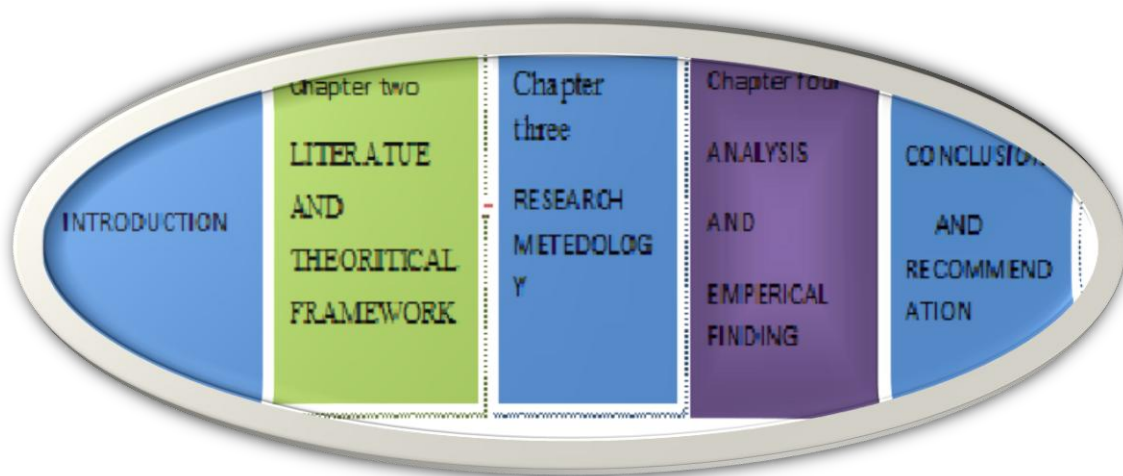 INTRODUCTION
Chapter two
LITERATUE
AND
THEORITICAL
FRAMEWORK
Chapter
three
RESEARCH
METEDOLOG
Y
Chapter four
ANALYSIS
AND
EMPERICAL
FINDING
CONCLUSION
AND
RECOMMEND
ATION